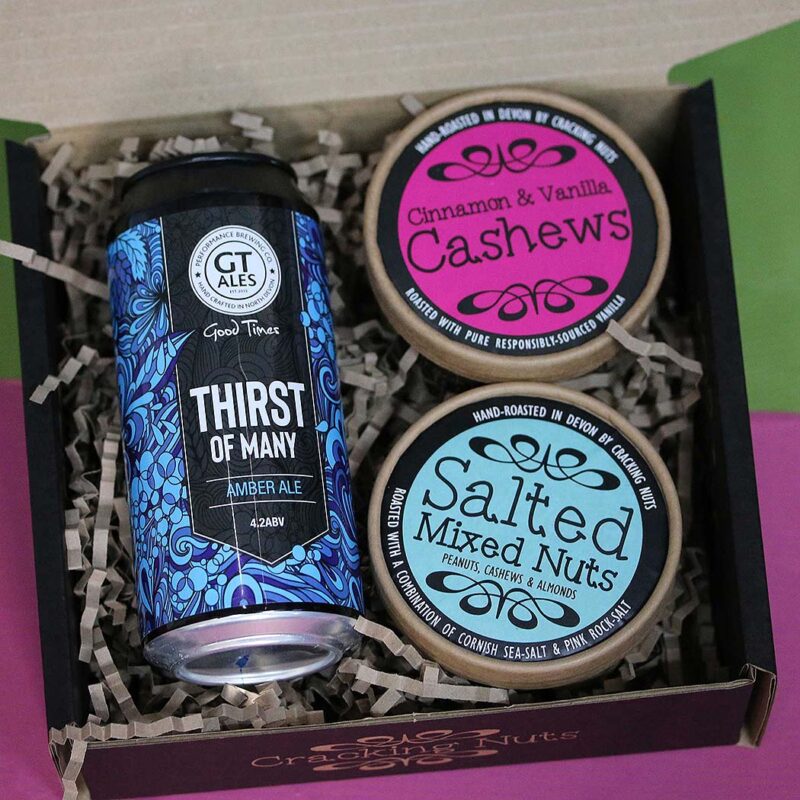 PERFORMANCE BREWING CO.
GT
ALES
HAND CRAFTED IN NORTH DEVON
Good Times
THIRST
OF MANY
AMBER ALE
4.2ABV
HAND-ROASTED IN DEVON BY CRACKING NUTS
Cinnamon & Vanilla
Cashews
ROASTED WITH PURE RESPONSIBLY-SOURCED VANILLA
HAND-ROASTED IN DEVON BY CRACKING NUTS
Salted
Mixed Nuts
PEANUTS, CASHEWS & ALMONDS
ROASTED WITH A COMBINATION OF CORNISH SEA-SALT & PINK ROCK-SALT
Cracking Nuts